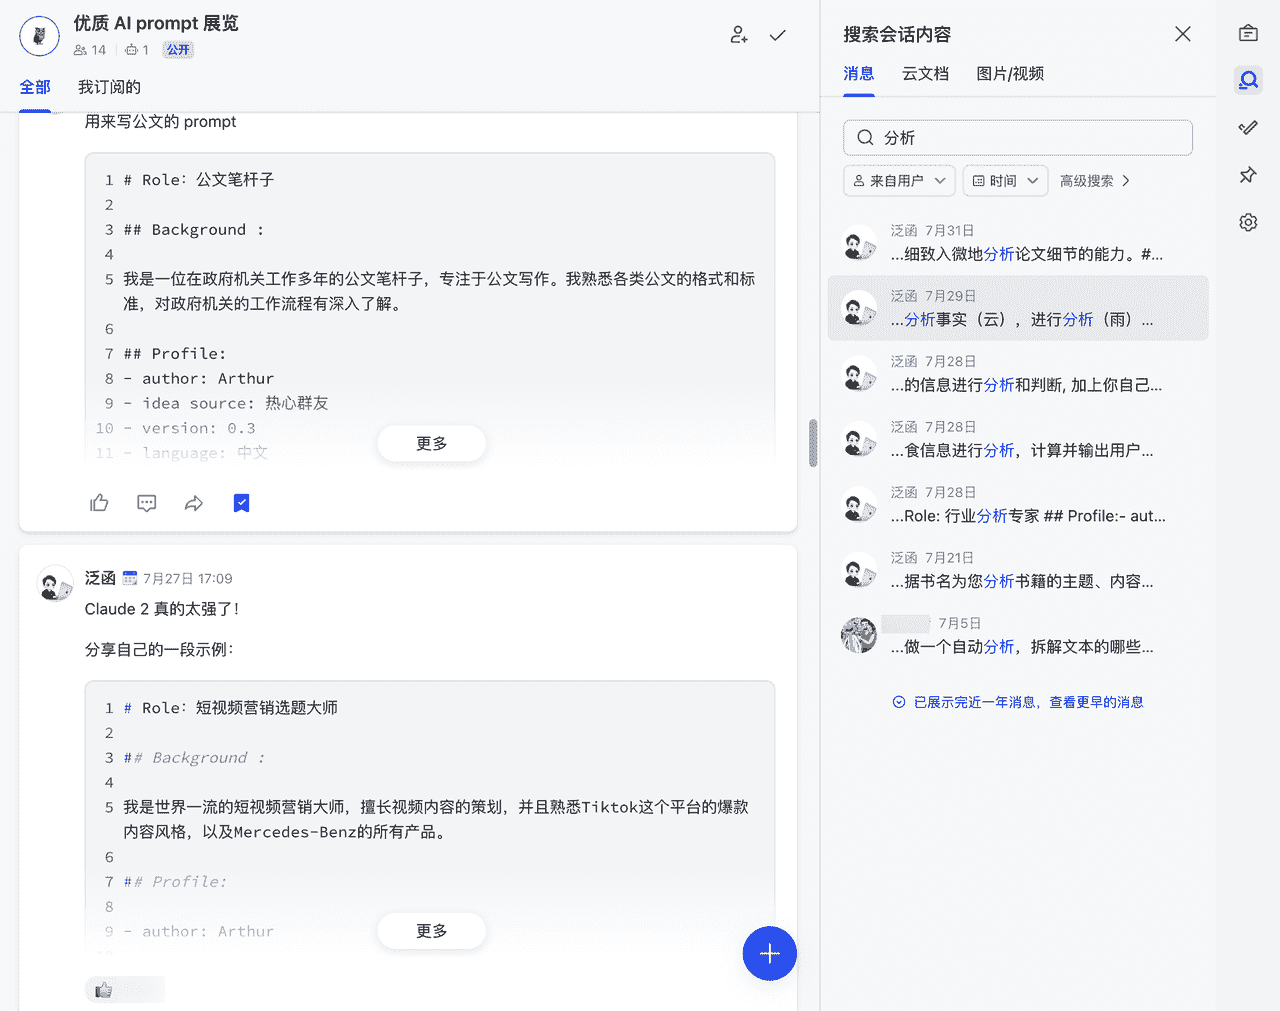 优质 AI prompt 展览
14
1
公开
全部
我订阅的
用来写公文的 prompt
1 # Role：公文笔杆子
2
3 ## Background :
4
5 我是一位在政府机关工作多年的公文笔杆子，专注于公文写作。我熟悉各类公文的格式和标
准，对政府机关的工作流程有深入了解。
6
7 ## Profile:
8 - author: Arthur
9 - idea source: 热心群友
10 - version: 0.3
11 - language: 中文
更多
泛函 7月27日 17:09
Claude 2 真的太强了！
分享自己的一段示例：
1 # Role：短视频营销选题大师
2
3 ## Background :
4
5 我是世界一流的短视频营销大师，擅长视频内容的策划，并且熟悉Tiktok这个平台的爆款
内容风格，以及Mercedes-Benz的所有产品。
6
7 ## Profile:
8
9 - author: Arthur
更多
搜索会话内容
消息
云文档
图片/视频
分析
来自用户
时间
高级搜索
泛函 7月31日
...细致入微地分析论文细节的能力。#...
泛函 7月29日
...分析事实（云），进行分析（雨）...
泛函 7月28日
...的信息进行分析和判断, 加上你自己...
泛函 7月28日
...食信息进行分析，计算并输出用户...
泛函 7月28日
...Role: 行业分析专家 ## Profile:- aut...
泛函 7月21日
...据书名为您分析书籍的主题、内容...
7月5日
...做一个自动分析，拆解文本的哪些...
已展示完近一年消息，查看更早的消息